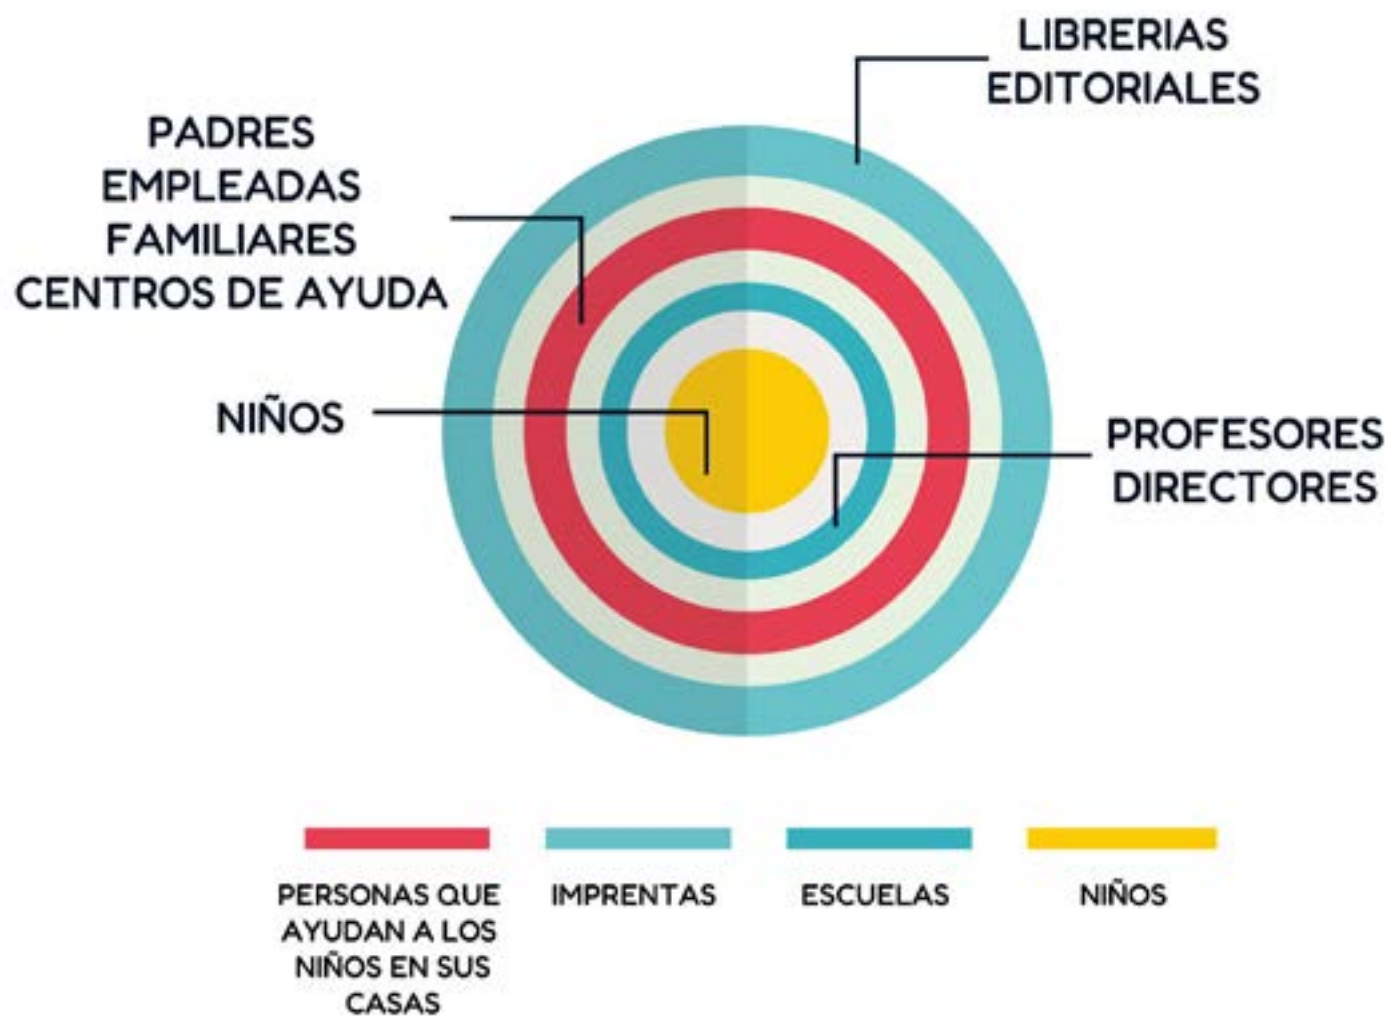 LIBRERIAS
EDITORIALES
PADRES
EMPLEADAS
FAMILIARES
CENTROS DE AYUDA
NIÑOS
PROFESORES
DIRECTORES
PERSONAS QUE
AYUDAN A LOS
NIÑOS EN SUS
CASAS
IMPRENTAS
ESCUELAS
NIÑOS